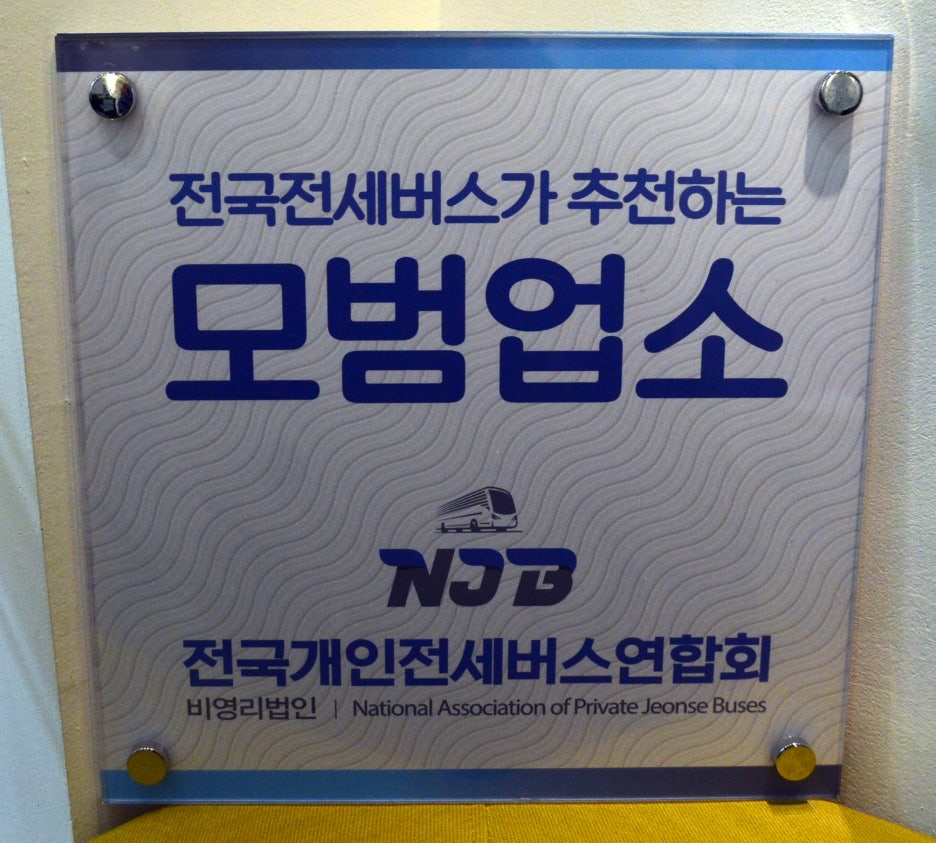 전국전세버스가 추천하는
모범업소
NJB
전국개인전세버스연합회
비영리법인 | National Association of Private Jeonse Buses